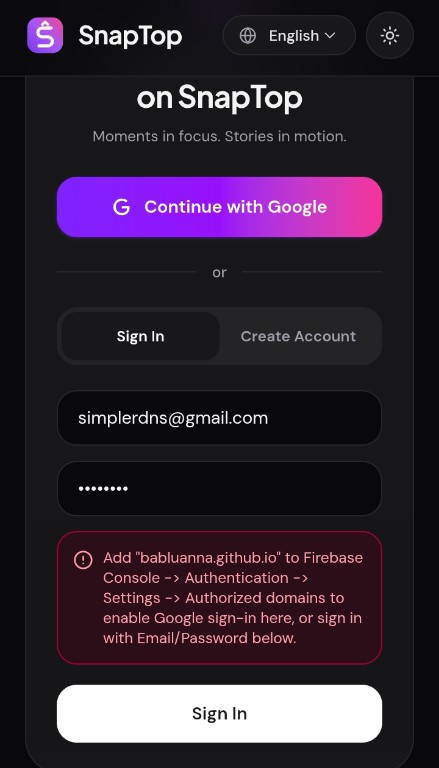 SnapTop
English
on SnapTop
Moments in focus. Stories in motion.
G Continue with Google
or
Sign In
Create Account
simplerdns@gmail.com
••••••••
Add "babluanna.github.io" to Firebase
Console -> Authentication ->
Settings -> Authorized domains to
enable Google sign-in here, or sign in
with Email/Password below.
Sign In